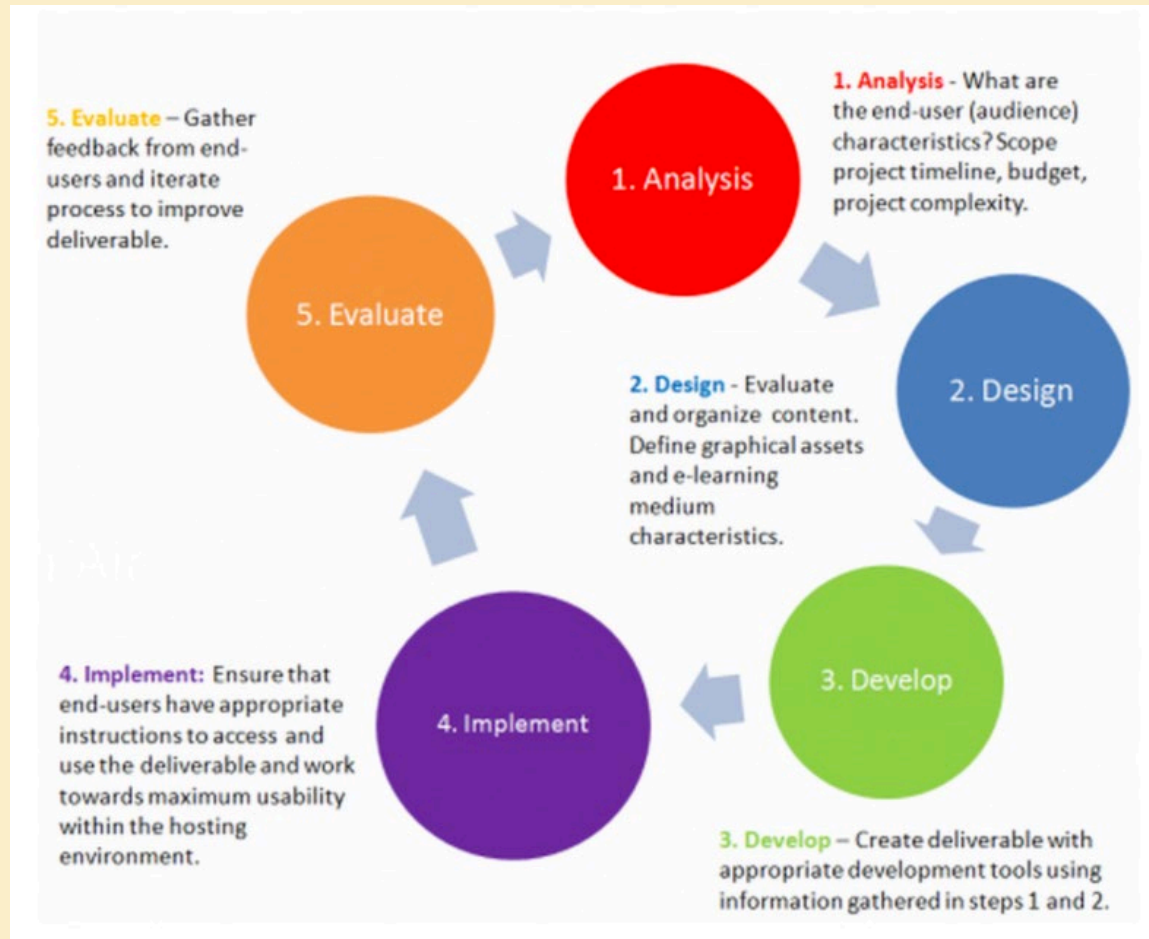 1. Analysis
1. Analysis - What are
the end-user (audience)
characteristics? Scope
project timeline, budget,
project complexity.
2. Design
2. Design - Evaluate
and organize content.
Define graphical assets
and e-learning
medium
characteristics.
3. Develop
3. Develop – Create deliverable with
appropriate development tools using
information gathered in steps 1 and 2.
4. Implement
4. Implement: Ensure that
end-users have appropriate
instructions to access and
use the deliverable and work
towards maximum usability
within the hosting
environment.
5. Evaluate
5. Evaluate – Gather
feedback from end-
users and iterate
process to improve
deliverable.